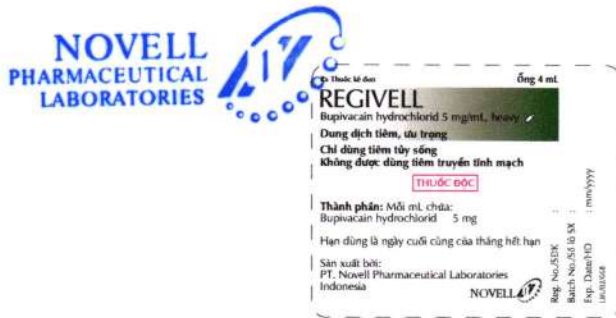 NOVELL
PHARMACEUTICAL
LABORATORIES
Rx Thuốc kê đơn
Ống 4 mL
REGIVELL
Bupivacain hydrochlorid 5 mg/mL, heavy
Dung dịch tiêm, ưu trọng
Chỉ dùng tiêm tủy sống
Không được dùng tiêm truyền tĩnh mạch
THUỐC ĐỘC
Thành phần: Mỗi mL chứa:
Bupivacain hydrochlorid 5 mg
Hạn dùng là ngày cuối cùng của tháng hết hạn
Sản xuất bởi:
PT. Novell Pharmaceutical Laboratories
Indonesia
NOVELL
Reg. No./SDK :
Batch No./Số lô SX :
Exp. Date/HD : mm/yyyy